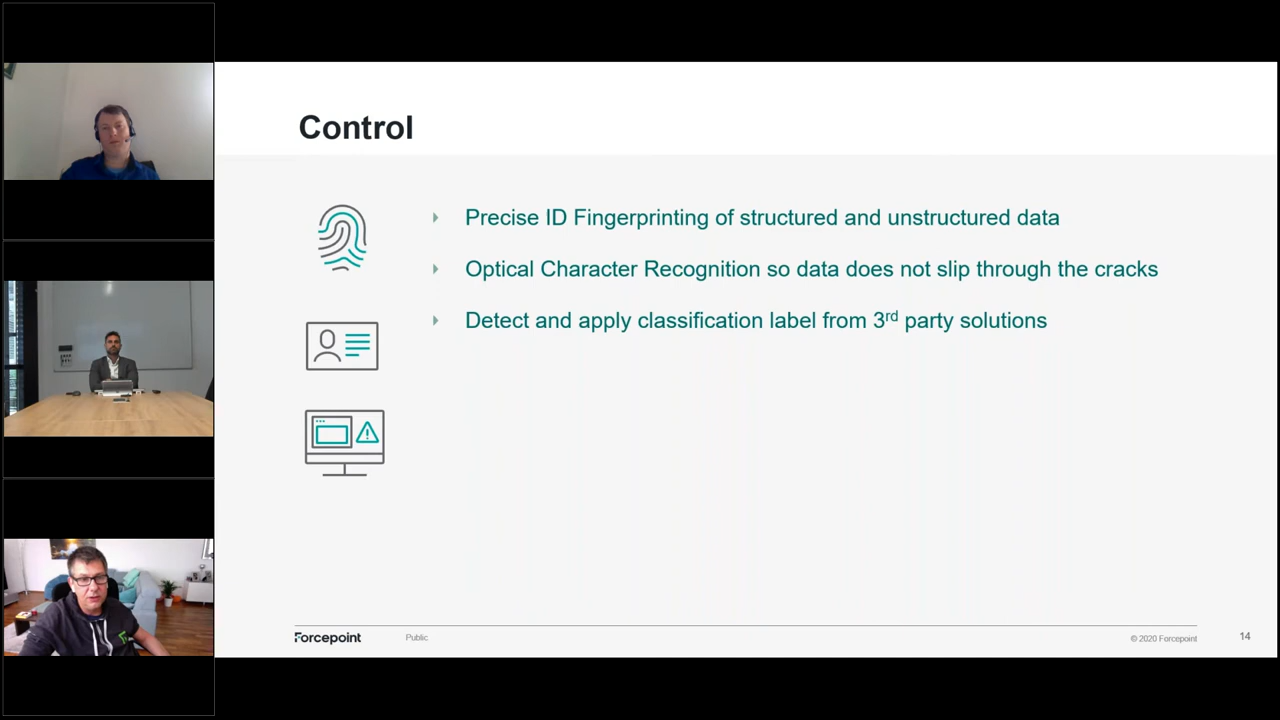 Control
Precise ID Fingerprinting of structured and unstructured data
Optical Character Recognition so data does not slip through the cracks
Detect and apply classification label from 3rd party solutions
Forcepoint
Public
© 2020 Forcepoint
14